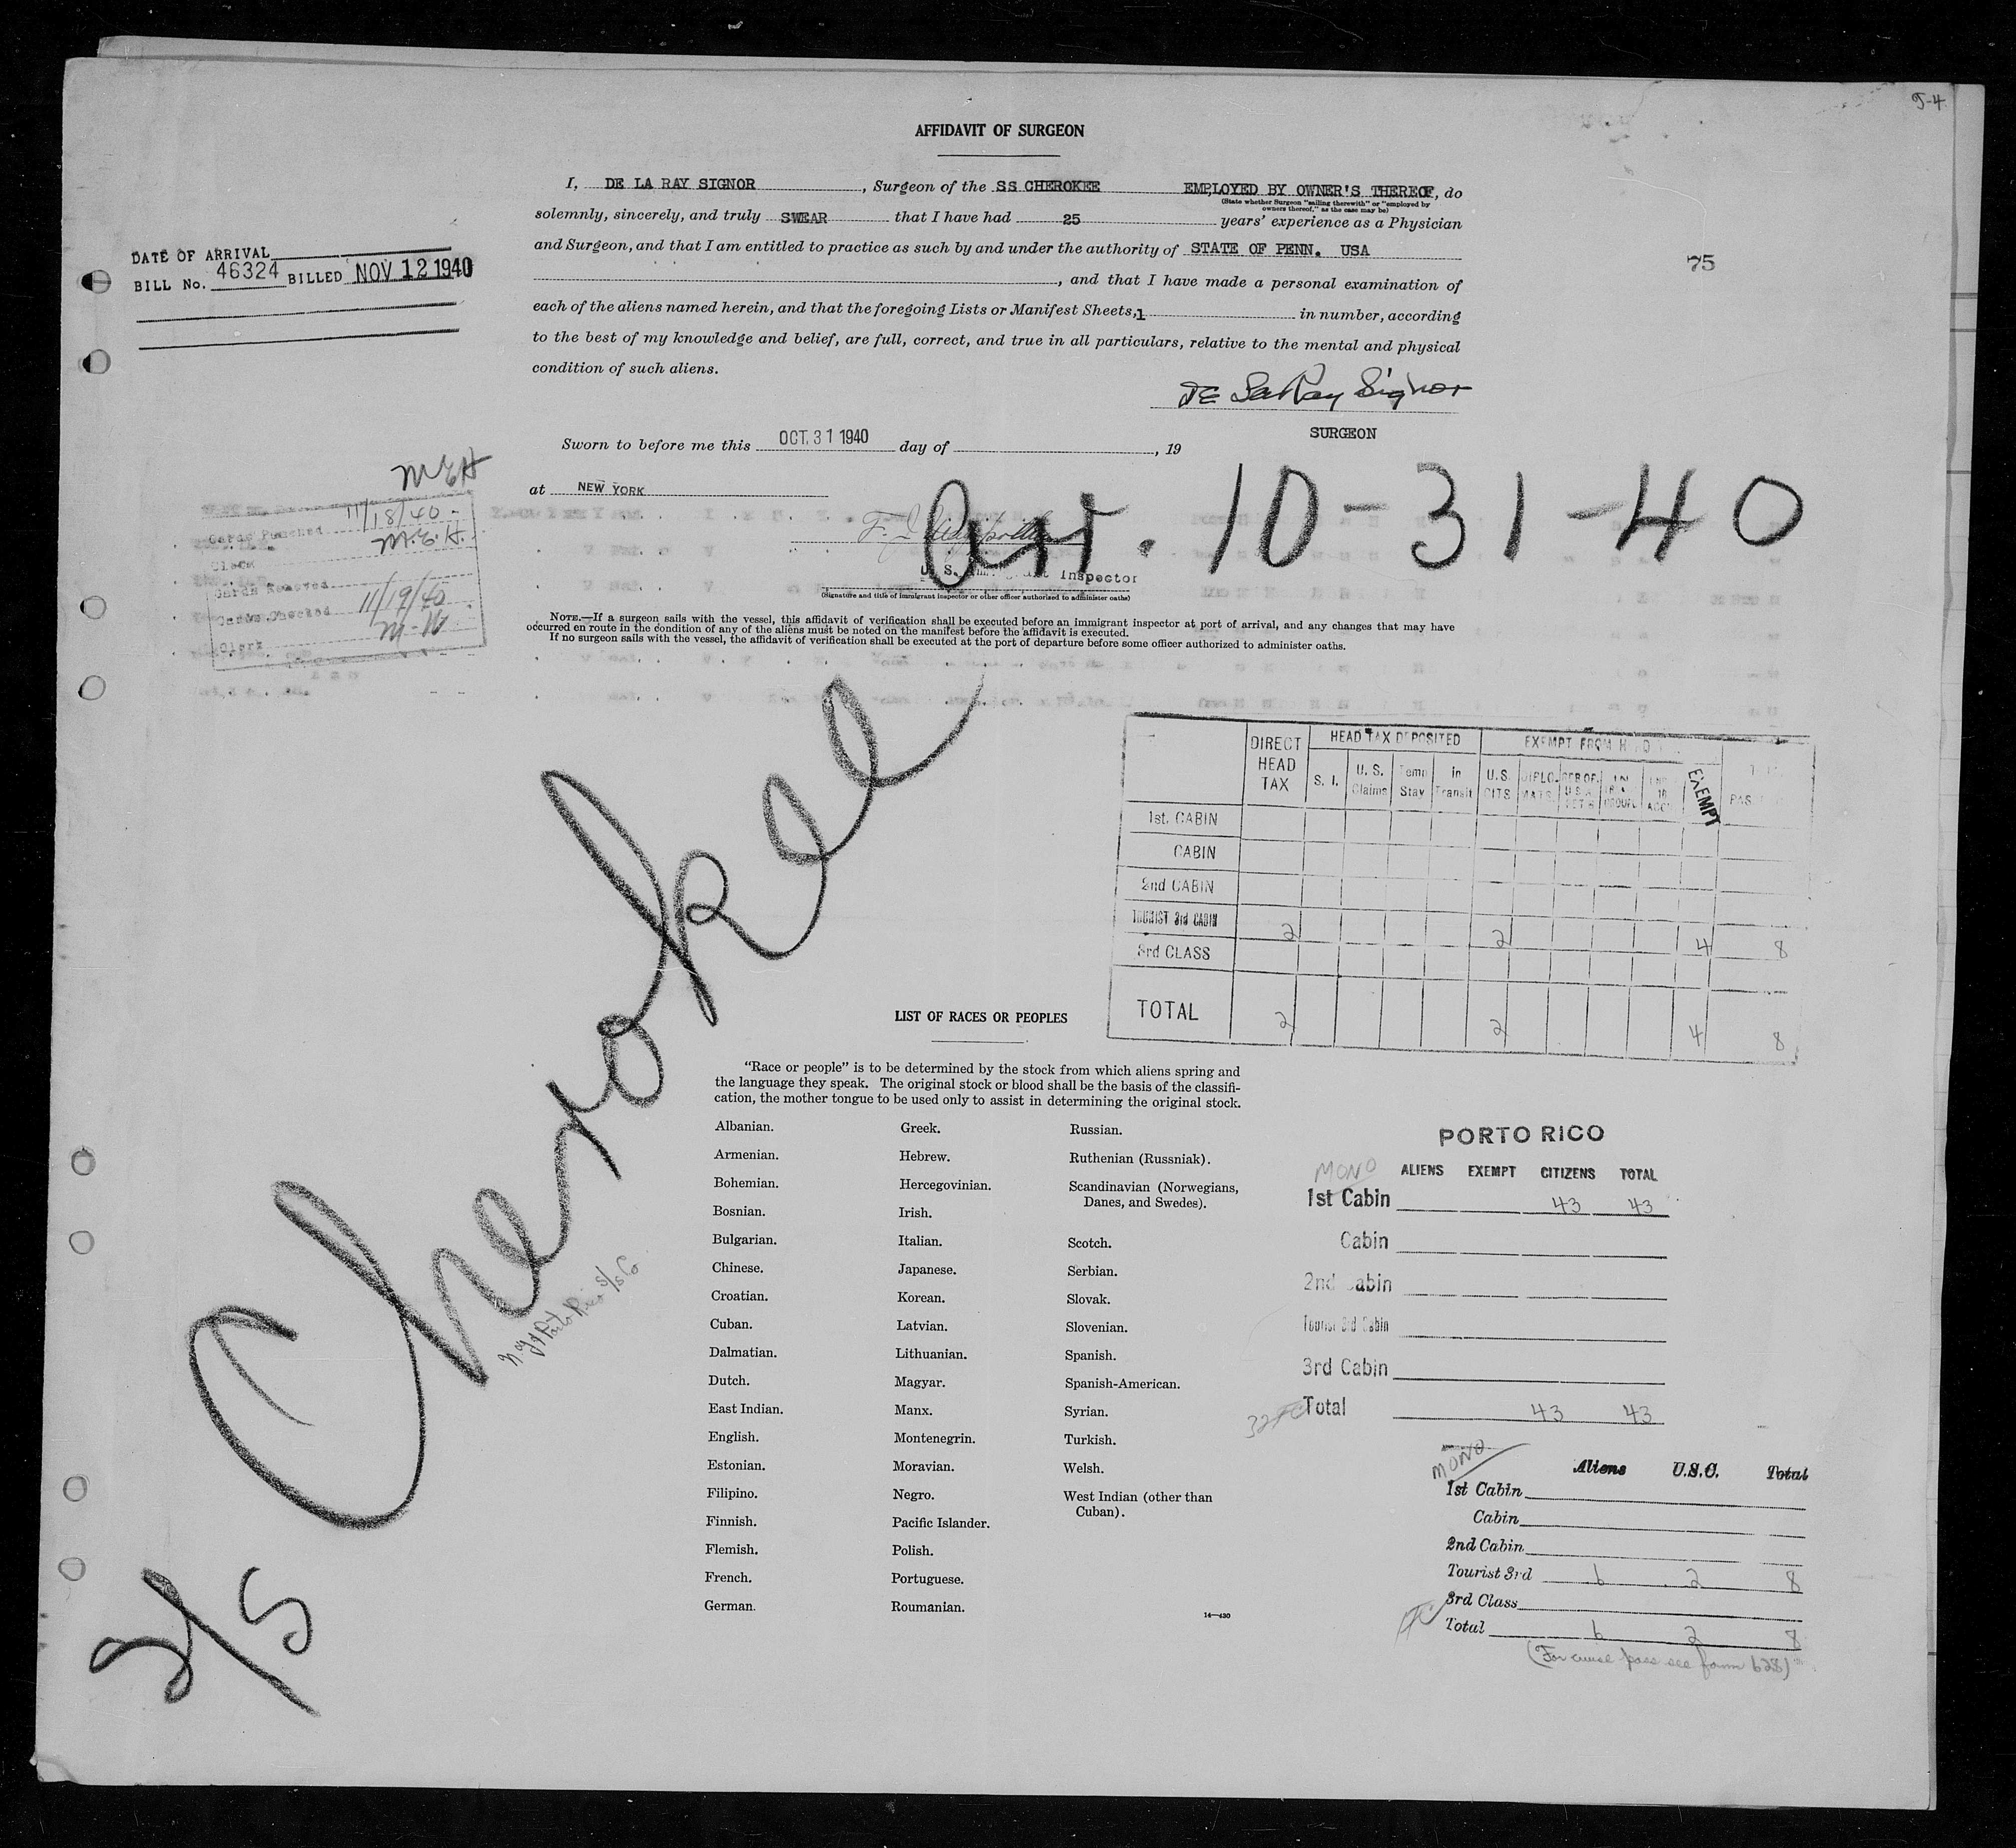 5-4
AFFIDAVIT OF SURGEON
I, DE LA RAY SIGNOR, Surgeon of the SS CHEROKEE EMPLOYED BY OWNER'S THEREOF, do
(State whether Surgeon "sailing therewith" or "employed by
owners thereof," as the case may be)
solemnly, sincerely, and truly SWEAR that I have had 25 years' experience as a Physician
and Surgeon, and that I am entitled to practice as such by and under the authority of STATE OF PENN. USA
, and that I have made a personal examination of
each of the aliens named herein, and that the foregoing Lists or Manifest Sheets, 1 in number, according
to the best of my knowledge and belief, are full, correct, and true in all particulars, relative to the mental and physical
condition of such aliens.
DATE OF ARRIVAL
BILL No. 46324 BILLED NOV 12 1940
75
De La Ray Signor
SURGEON
Sworn to before me this OCT. 31 1940 day of , 19
at NEW YORK
Arr. 10-31-40
U. S. Immigrant Inspector
(Signature and title of immigrant inspector or other officer authorized to administer oaths)
MEH
Cards Punched 11/18/40
Clerk M.E.H.
Cards Removed
Cards Checked 11/19/40
Clerk
NOTE.—If a surgeon sails with the vessel, this affidavit of verification shall be executed before an immigrant inspector at port of arrival, and any changes that may have
occurred en route in the condition of any of the aliens must be noted on the manifest before the affidavit is executed.
If no surgeon sails with the vessel, the affidavit of verification shall be executed at the port of departure before some officer authorized to administer oaths.
S/S Cherokee
N.Y. & Porto Rico S/S Co
DIRECT HEAD TAX
HEAD TAX DEPOSITED
EXEMPT FROM H
S. I.
U. S. Claims
Temp Stay
In Transit
U.S. CITS
DIPLO-MATS
EXEMPT
PASS
1st. CABIN
CABIN
2nd CABIN
TOURIST 3rd CABIN 2 2 4 8
3rd CLASS
TOTAL 2 2 4 8
LIST OF RACES OR PEOPLES
"Race or people" is to be determined by the stock from which aliens spring and
the language they speak. The original stock or blood shall be the basis of the classifi-
cation, the mother tongue to be used only to assist in determining the original stock.
Albanian.
Armenian.
Bohemian.
Bosnian.
Bulgarian.
Chinese.
Croatian.
Cuban.
Dalmatian.
Dutch.
East Indian.
English.
Estonian.
Filipino.
Finnish.
Flemish.
French.
German.
Greek.
Hebrew.
Hercegovinian.
Irish.
Italian.
Japanese.
Korean.
Latvian.
Lithuanian.
Magyar.
Manx.
Montenegrin.
Moravian.
Negro.
Pacific Islander.
Polish.
Portuguese.
Roumanian.
Russian.
Ruthenian (Russniak).
Scandinavian (Norwegians,
Danes, and Swedes).
Scotch.
Serbian.
Slovak.
Slovenian.
Spanish.
Spanish-American.
Syrian.
Turkish.
Welsh.
West Indian (other than
Cuban).
14—430
PORTO RICO
MONO ALIENS EXEMPT CITIZENS TOTAL
1st Cabin 43 43
Cabin
2nd Cabin
Tourist 3rd Cabin
3rd Cabin
Total 43 43
MONO Aliens U.S.C. Total
1st Cabin
Cabin
2nd Cabin
Tourist 3rd 6 2 8
3rd Class
Total 6 2 8
(For cruise pass see form 628)